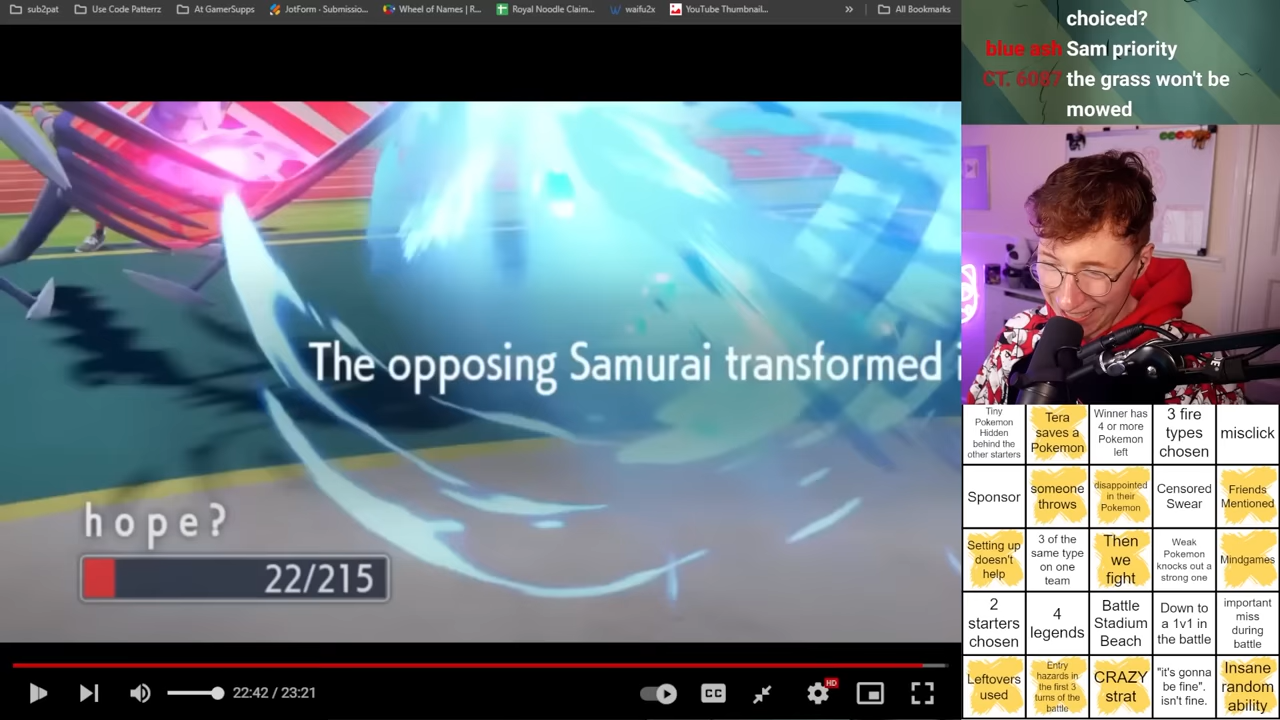 sub2pat
Use Code Patterrz
At GamerSupps
JotForm · Submissio...
Wheel of Names | R...
Royal Noodle Claim...
waifu2x
YouTube Thumbnail...
»
All Bookmarks
choiced?
blue ash Sam priority
CT. 6087 the grass won't be
mowed
The opposing Samurai transformed i
hope?
22/215
22:42 / 23:21
CC
HD
Tiny
Pokemon
Hidden
behind the
other starters
Tera
saves a
Pokemon
Winner has
4 or more
Pokemon
left
3 fire
types
chosen
misclick
Sponsor
someone
throws
disappointed
in their
Pokemon
Censored
Swear
Friends
Mentioned
Setting up
doesn't
help
3 of the
same type
on one
team
Then
we
fight
Weak
Pokemon
knocks out a
strong one
Mindgames
2
starters
chosen
4
legends
Battle
Stadium
Beach
Down to
a 1v1 in
the battle
important
miss
during
battle
Leftovers
used
Entry
hazards in
the first 3
turns of the
battle
CRAZY
strat
"it's gonna
be fine".
isn't fine.
Insane
random
ability